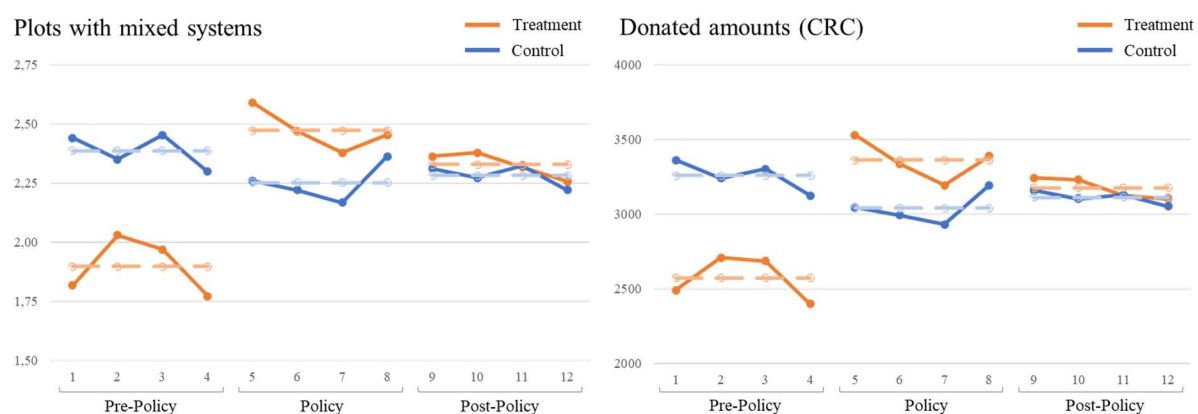 Plots with mixed systems
Treatment
Control
2,75
2,50
2,25
2,00
1,75
1,50
1 2 3 4 5 6 7 8 9 10 11 12
Pre-Policy Policy Post-Policy
Donated amounts (CRC)
Treatment
Control
4000
3500
3000
2500
2000
1 2 3 4 5 6 7 8 9 10 11 12
Pre-Policy Policy Post-Policy